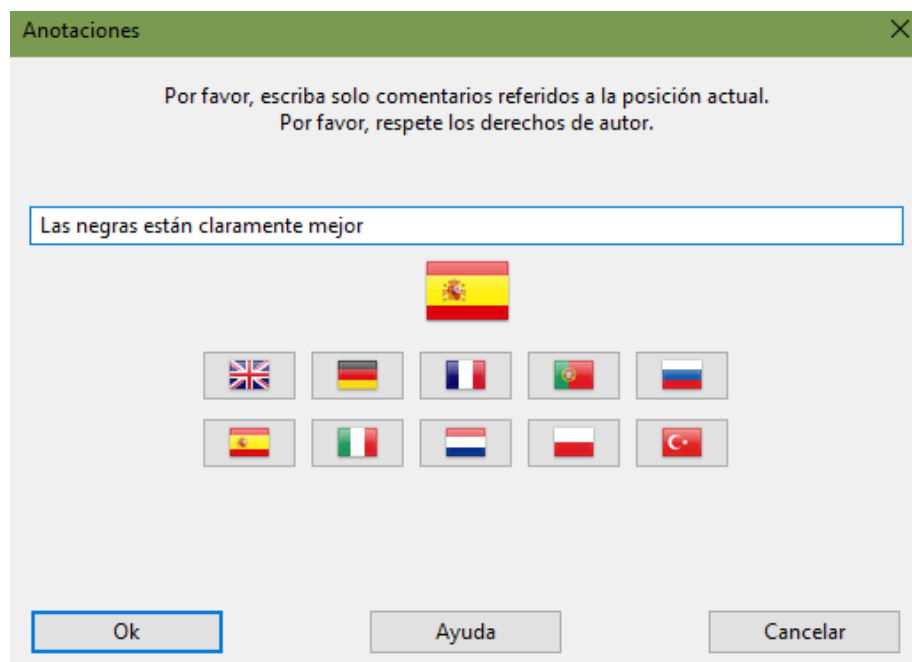 Anotaciones
Por favor, escriba solo comentarios referidos a la posición actual.
Por favor, respete los derechos de autor.
Las negras están claramente mejor
Ok Ayuda Cancelar